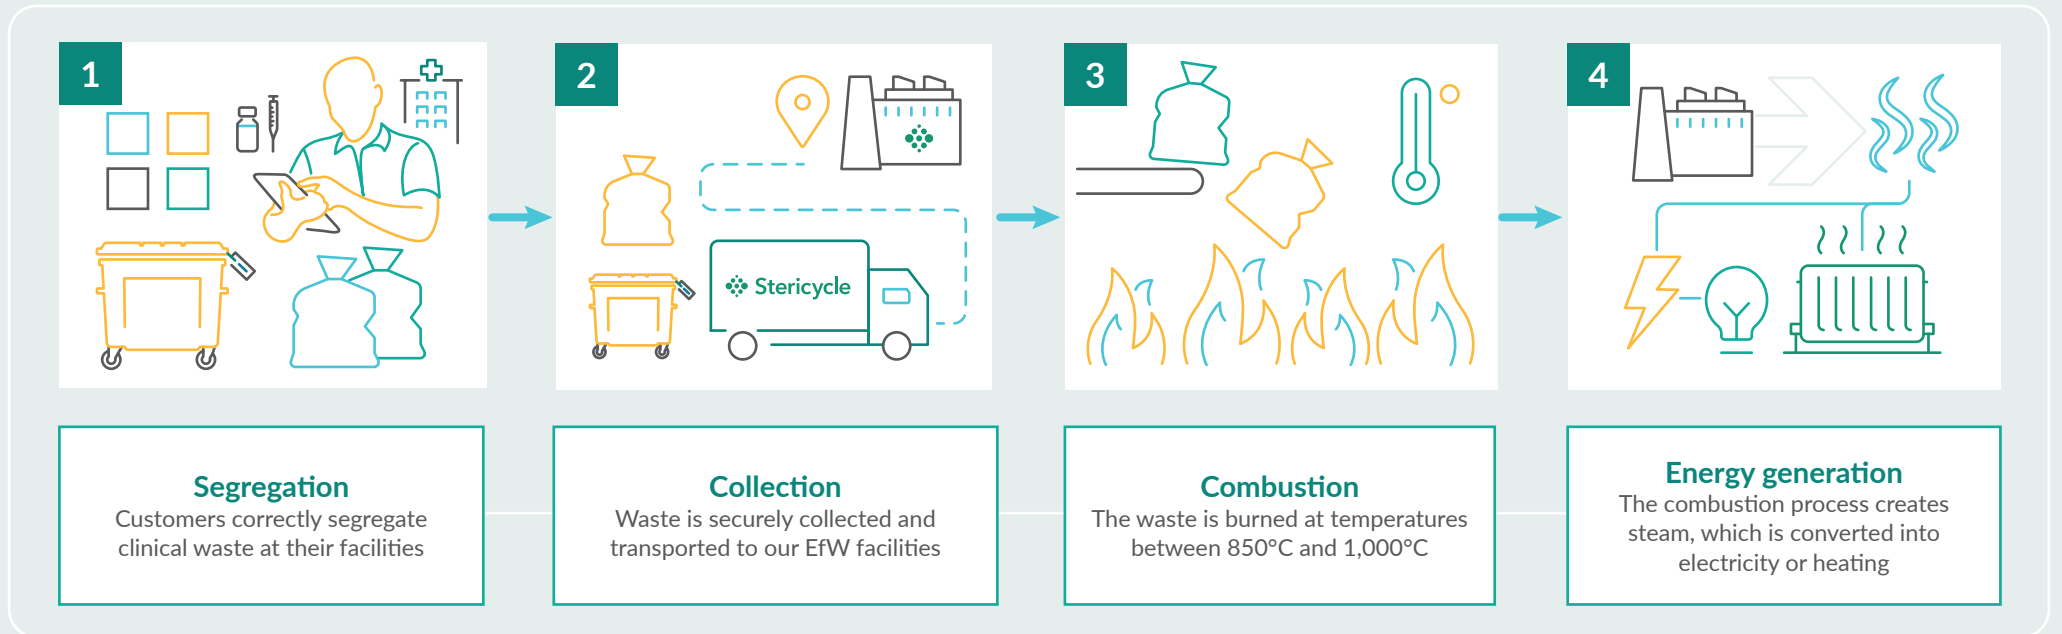 1
2
Stericycle
3
4
Segregation
Customers correctly segregate
clinical waste at their facilities
Collection
Waste is securely collected and
transported to our EfW facilities
Combustion
The waste is burned at temperatures
between 850°C and 1,000°C
Energy generation
The combustion process creates
steam, which is converted into
electricity or heating